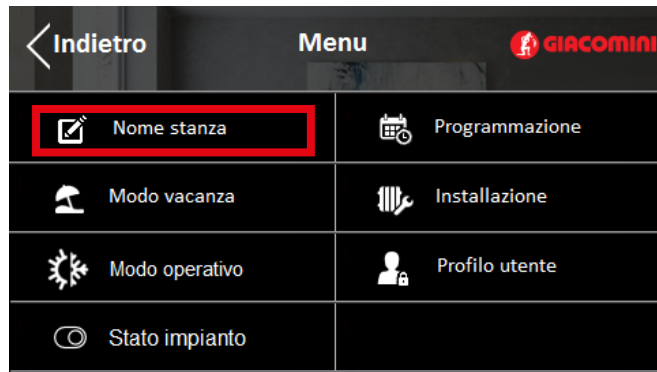 Indietro Menu GIACOMINI
Nome stanza Programmazione
Modo vacanza Installazione
Modo operativo Profilo utente
Stato impianto